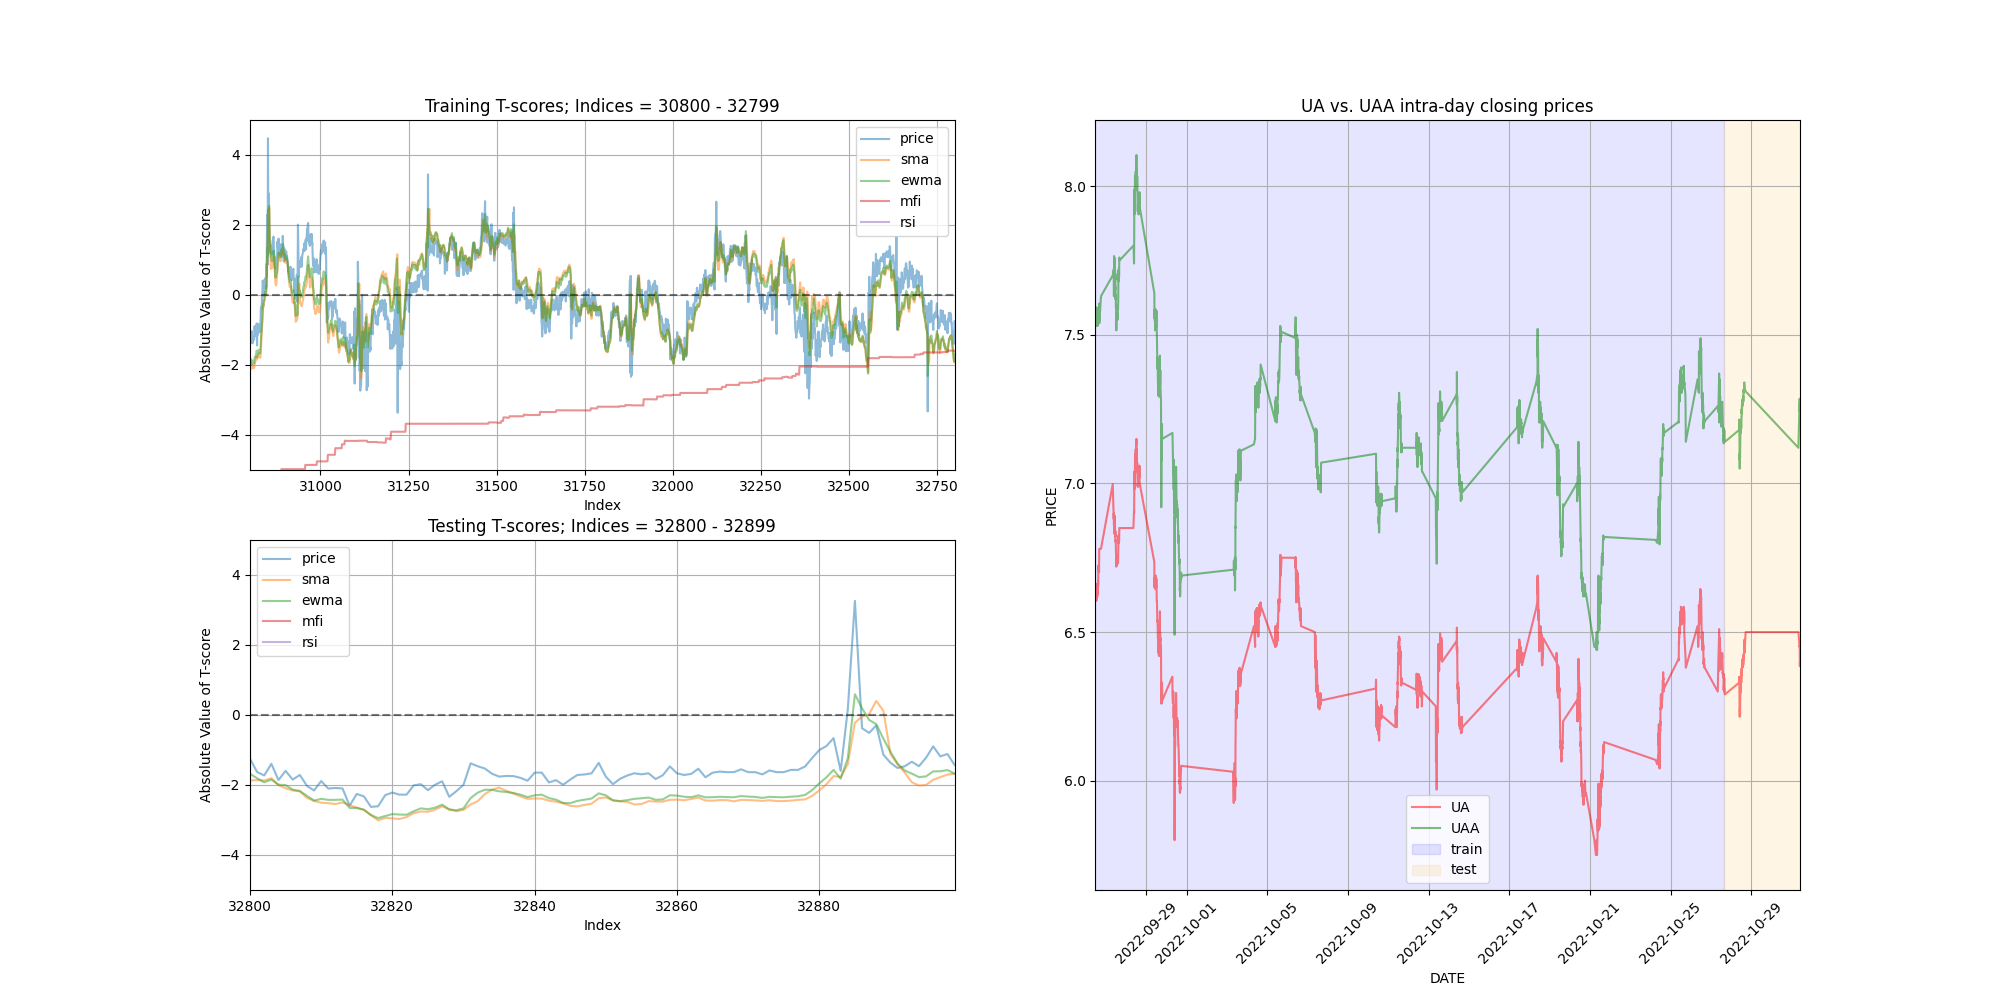 Training T-scores; Indices = 30800 - 32799
Absolute Value of T-score
4
2
0
−2
−4
price
sma
ewma
mfi
rsi
31000 31250 31500 31750 32000 32250 32500 32750
Index
Testing T-scores; Indices = 32800 - 32899
Absolute Value of T-score
4
2
0
−2
−4
price
sma
ewma
mfi
rsi
32800 32820 32840 32860 32880
Index
UA vs. UAA intra-day closing prices
PRICE
8.0
7.5
7.0
6.5
6.0
UA
UAA
train
test
2022-09-29 2022-10-01 2022-10-05 2022-10-09 2022-10-13 2022-10-17 2022-10-21 2022-10-25 2022-10-29
DATE